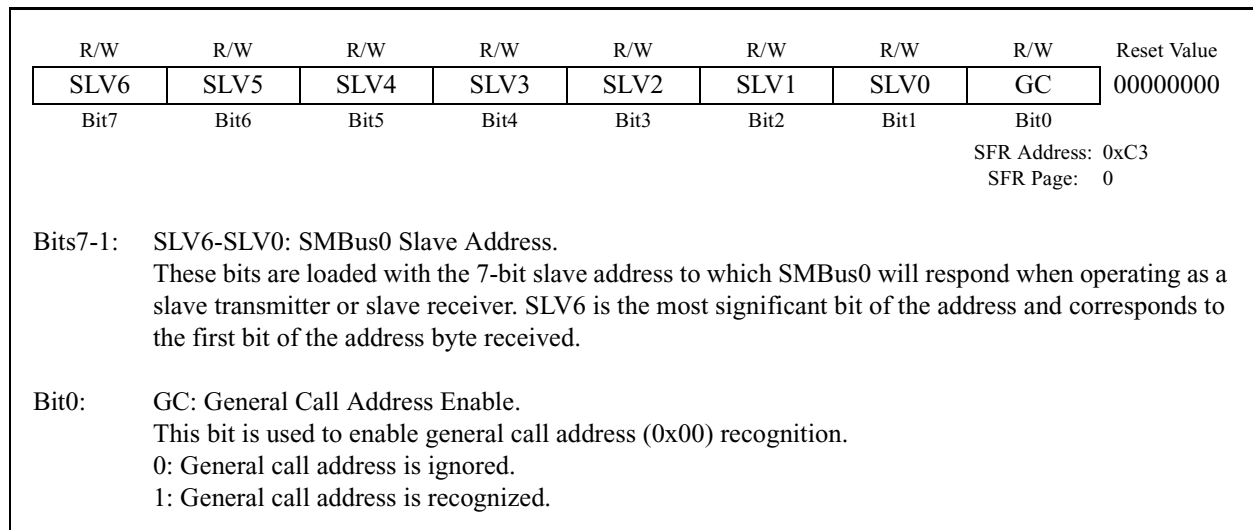 R/W R/W R/W R/W R/W R/W R/W R/W Reset Value
SLV6 SLV5 SLV4 SLV3 SLV2 SLV1 SLV0 GC 00000000
Bit7 Bit6 Bit5 Bit4 Bit3 Bit2 Bit1 Bit0
SFR Address: 0xC3
SFR Page: 0
Bits7-1: SLV6-SLV0: SMBus0 Slave Address.
These bits are loaded with the 7-bit slave address to which SMBus0 will respond when operating as a
slave transmitter or slave receiver. SLV6 is the most significant bit of the address and corresponds to
the first bit of the address byte received.
Bit0: GC: General Call Address Enable.
This bit is used to enable general call address (0x00) recognition.
0: General call address is ignored.
1: General call address is recognized.